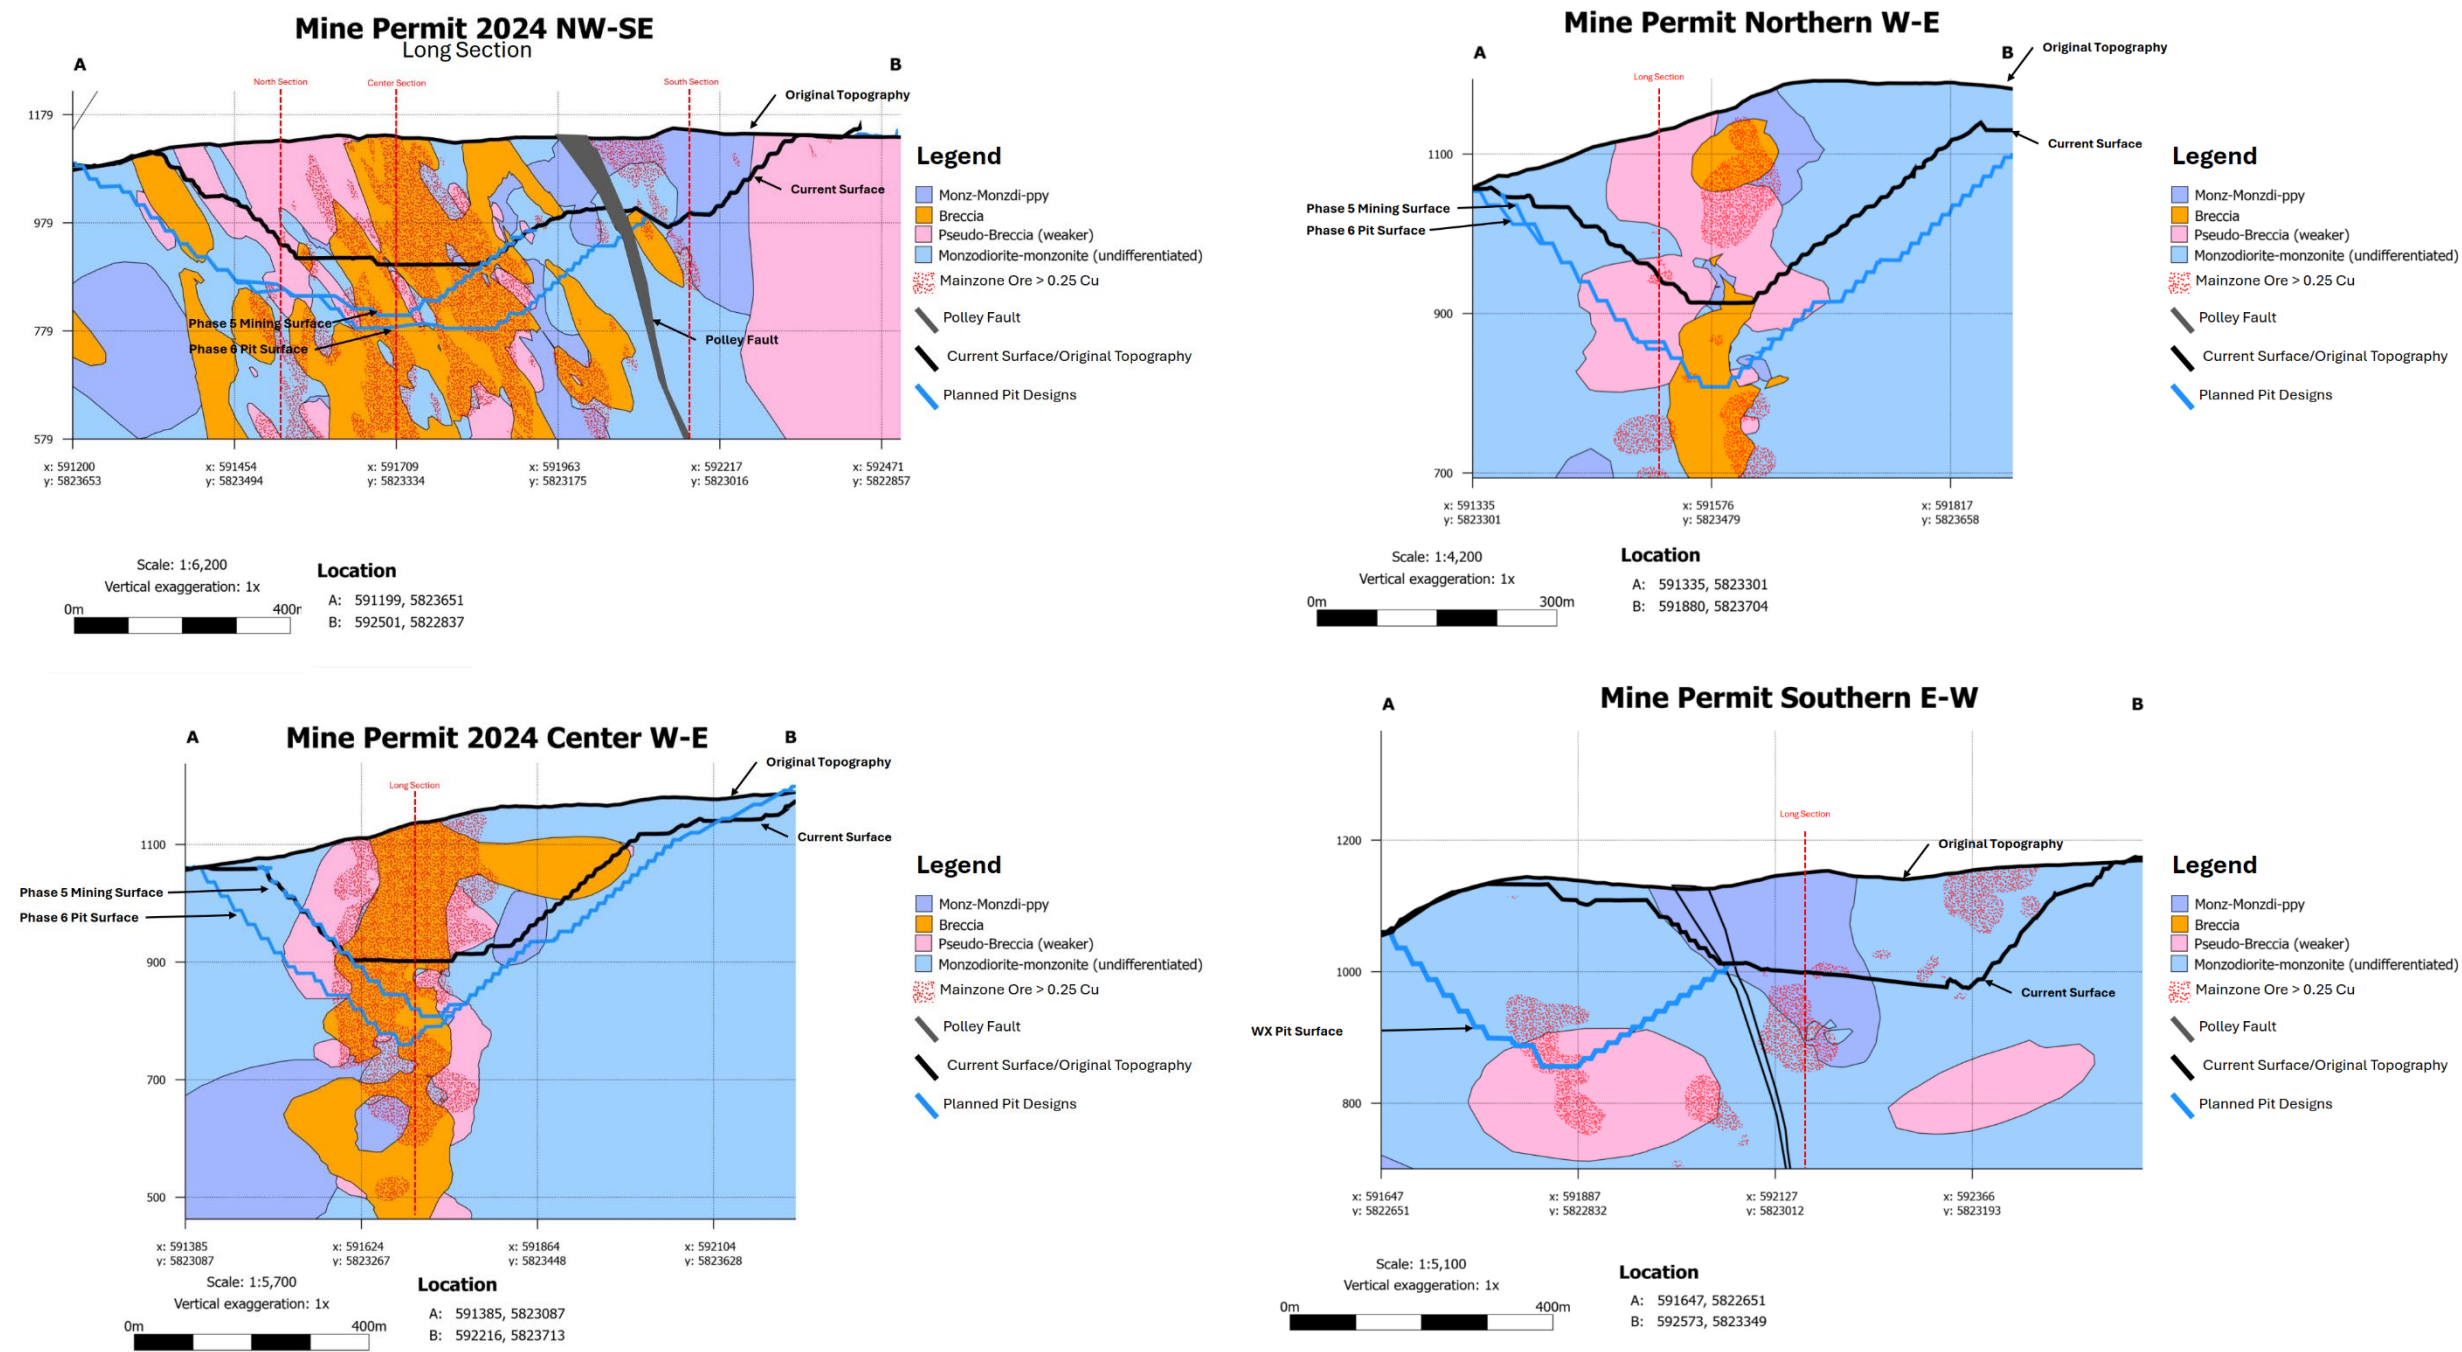 Mine Permit 2024 NW-SE
Long Section
A
B
North Section
Center Section
South Section
Original Topography
Current Surface
Phase 5 Mining Surface
Phase 6 Pit Surface
Polley Fault
1179
979
779
579
x: 591200
y: 5823653
x: 591454
y: 5823494
x: 591709
y: 5823334
x: 591963
y: 5823175
x: 592217
y: 5823016
x: 592471
y: 5822857
Legend
Monz-Monzdi-ppy
Breccia
Pseudo-Breccia (weaker)
Monzodiorite-monzonite (undifferentiated)
Mainzone Ore > 0.25 Cu
Polley Fault
Current Surface/Original Topography
Planned Pit Designs
Scale: 1:6,200
Vertical exaggeration: 1x
0m
400m
Location
A: 591199, 5823651
B: 592501, 5822837
Mine Permit Northern W-E
A
B
Long Section
Original Topography
Current Surface
Phase 5 Mining Surface
Phase 6 Pit Surface
1100
900
700
x: 591335
y: 5823301
x: 591576
y: 5823479
x: 591817
y: 5823658
Legend
Monz-Monzdi-ppy
Breccia
Pseudo-Breccia (weaker)
Monzodiorite-monzonite (undifferentiated)
Mainzone Ore > 0.25 Cu
Polley Fault
Current Surface/Original Topography
Planned Pit Designs
Scale: 1:4,200
Vertical exaggeration: 1x
0m
300m
Location
A: 591335, 5823301
B: 591880, 5823704
Mine Permit 2024 Center W-E
A
B
Long Section
Original Topography
Current Surface
Phase 5 Mining Surface
Phase 6 Pit Surface
1100
900
700
500
x: 591385
y: 5823087
x: 591624
y: 5823267
x: 591864
y: 5823448
x: 592104
y: 5823628
Legend
Monz-Monzdi-ppy
Breccia
Pseudo-Breccia (weaker)
Monzodiorite-monzonite (undifferentiated)
Mainzone Ore > 0.25 Cu
Polley Fault
Current Surface/Original Topography
Planned Pit Designs
Scale: 1:5,700
Vertical exaggeration: 1x
0m
400m
Location
A: 591385, 5823087
B: 592216, 5823713
Mine Permit Southern E-W
A
B
Long Section
Original Topography
Current Surface
WX Pit Surface
1200
1000
800
x: 591647
y: 5822651
x: 591887
y: 5822832
x: 592127
y: 5823012
x: 592366
y: 5823193
Legend
Monz-Monzdi-ppy
Breccia
Pseudo-Breccia (weaker)
Monzodiorite-monzonite (undifferentiated)
Mainzone Ore > 0.25 Cu
Polley Fault
Current Surface/Original Topography
Planned Pit Designs
Scale: 1:5,100
Vertical exaggeration: 1x
0m
400m
Location
A: 591647, 5822651
B: 592573, 5823349